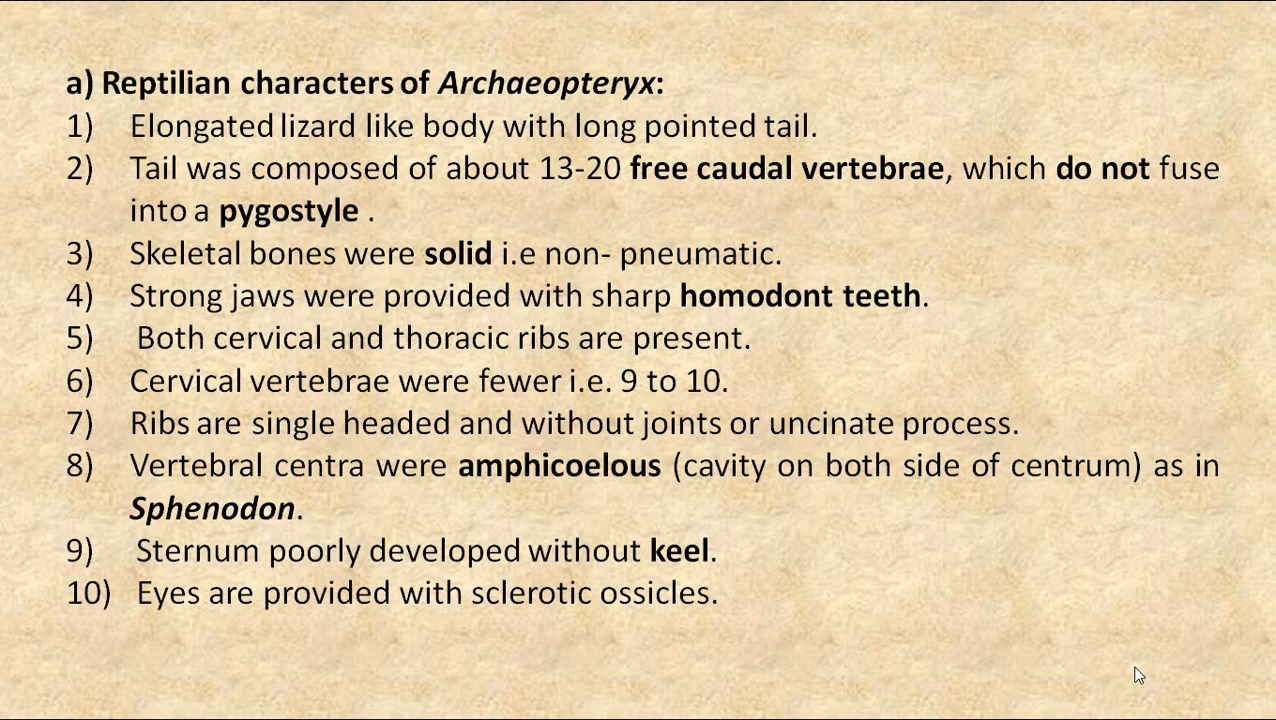 a) Reptilian characters of Archaeopteryx:
1) Elongated lizard like body with long pointed tail.
2) Tail was composed of about 13-20 free caudal vertebrae, which do not fuse
into a pygostyle .
3) Skeletal bones were solid i.e non- pneumatic.
4) Strong jaws were provided with sharp homodont teeth.
5) Both cervical and thoracic ribs are present.
6) Cervical vertebrae were fewer i.e. 9 to 10.
7) Ribs are single headed and without joints or uncinate process.
8) Vertebral centra were amphicoelous (cavity on both side of centrum) as in
Sphenodon.
9) Sternum poorly developed without keel.
10) Eyes are provided with sclerotic ossicles.